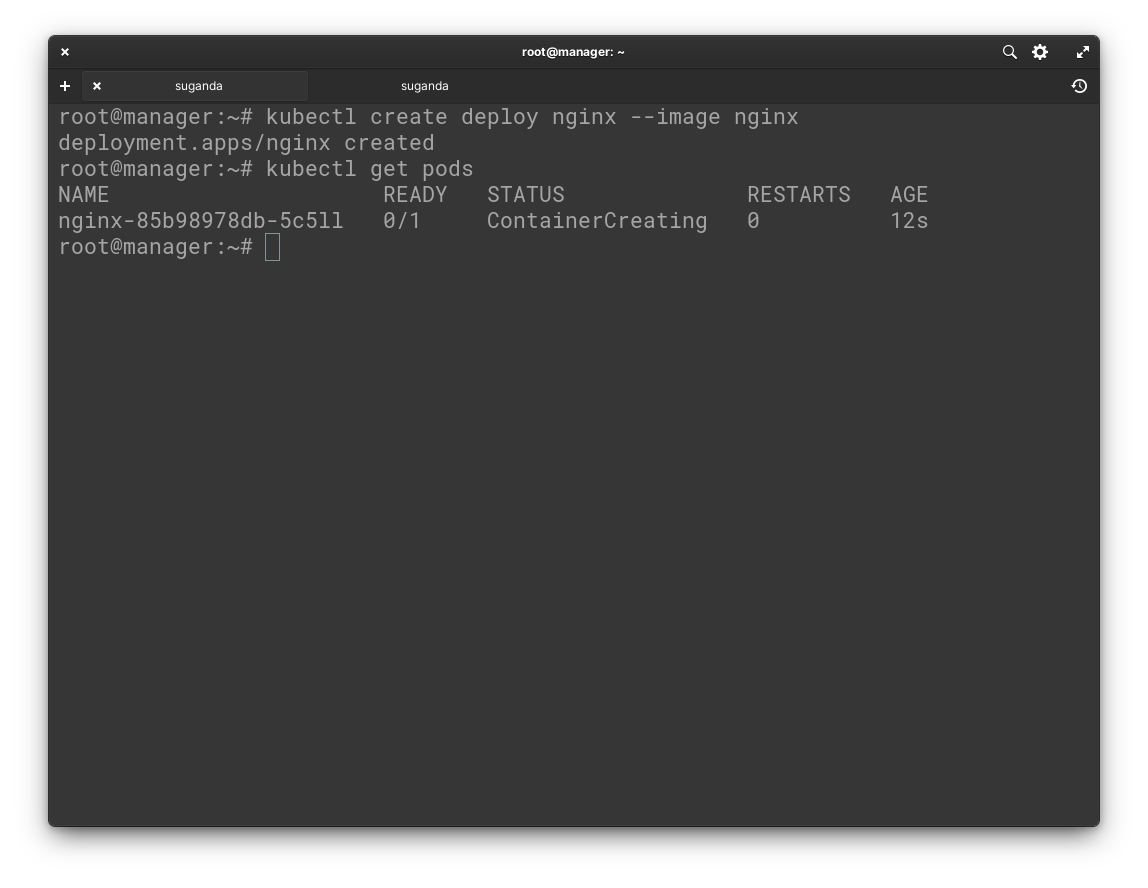 root@manager: ~
suganda suganda
root@manager:~# kubectl create deploy nginx --image nginx
deployment.apps/nginx created
root@manager:~# kubectl get pods
NAME READY STATUS RESTARTS AGE
nginx-85b98978db-5c5ll 0/1 ContainerCreating 0 12s
root@manager:~#